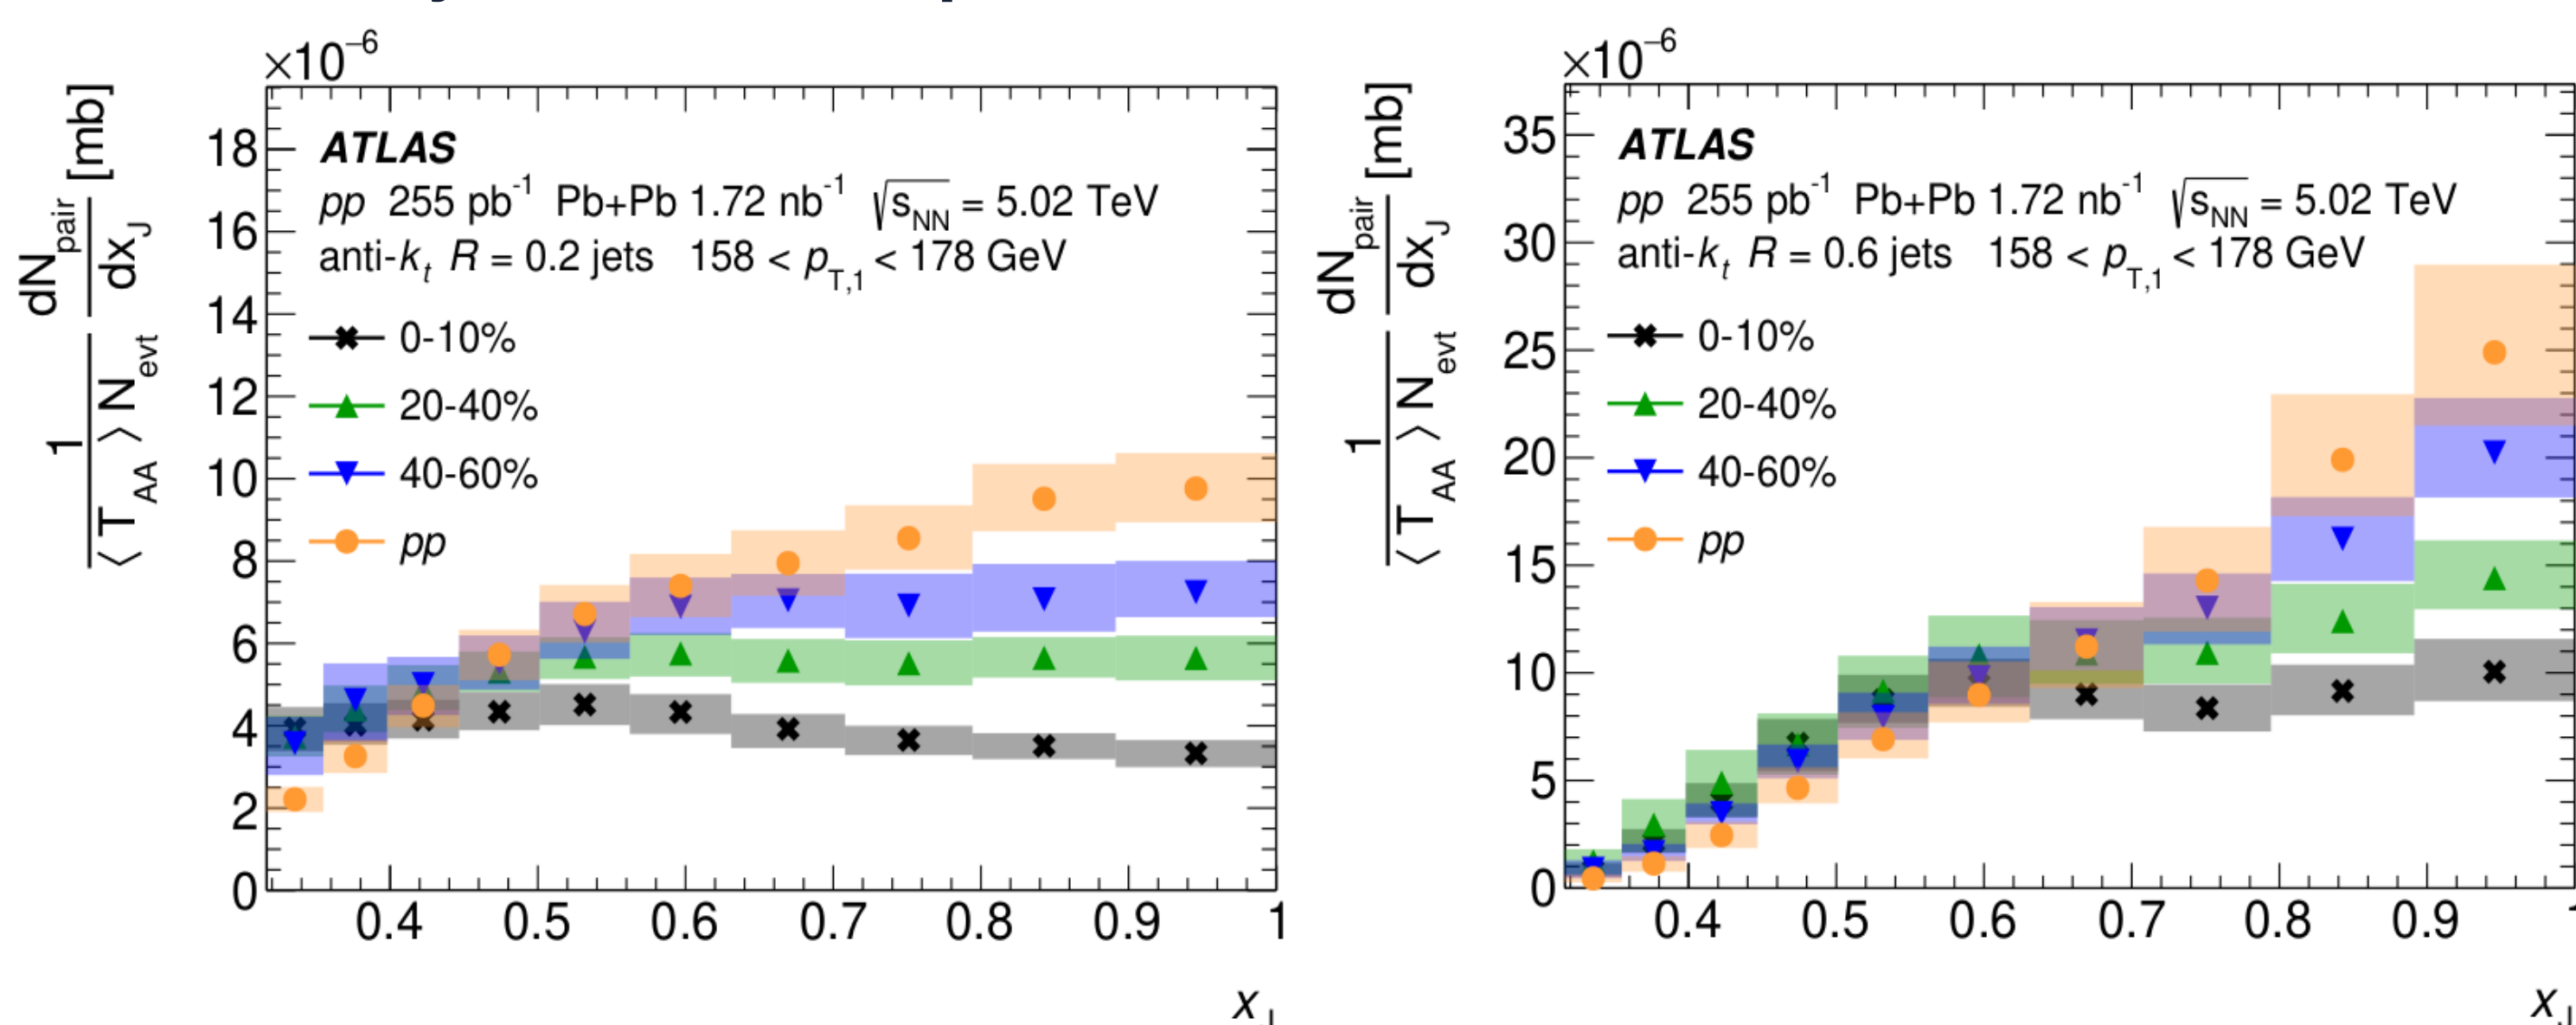 ×10⁻⁶
1 / ⟨T_AA⟩ N_evt dN_pair / dx_J [mb]
18
16
14
12
10
8
6
4
2
0
ATLAS
pp 255 pb⁻¹ Pb+Pb 1.72 nb⁻¹ √s_NN = 5.02 TeV
anti-k_t R = 0.2 jets 158 < p_T,1 < 178 GeV
0-10%
20-40%
40-60%
pp
0.4 0.5 0.6 0.7 0.8 0.9 1
x_J
×10⁻⁶
1 / ⟨T_AA⟩ N_evt dN_pair / dx_J [mb]
35
30
25
20
15
10
5
0
ATLAS
pp 255 pb⁻¹ Pb+Pb 1.72 nb⁻¹ √s_NN = 5.02 TeV
anti-k_t R = 0.6 jets 158 < p_T,1 < 178 GeV
0-10%
20-40%
40-60%
pp
0.4 0.5 0.6 0.7 0.8 0.9
x_J